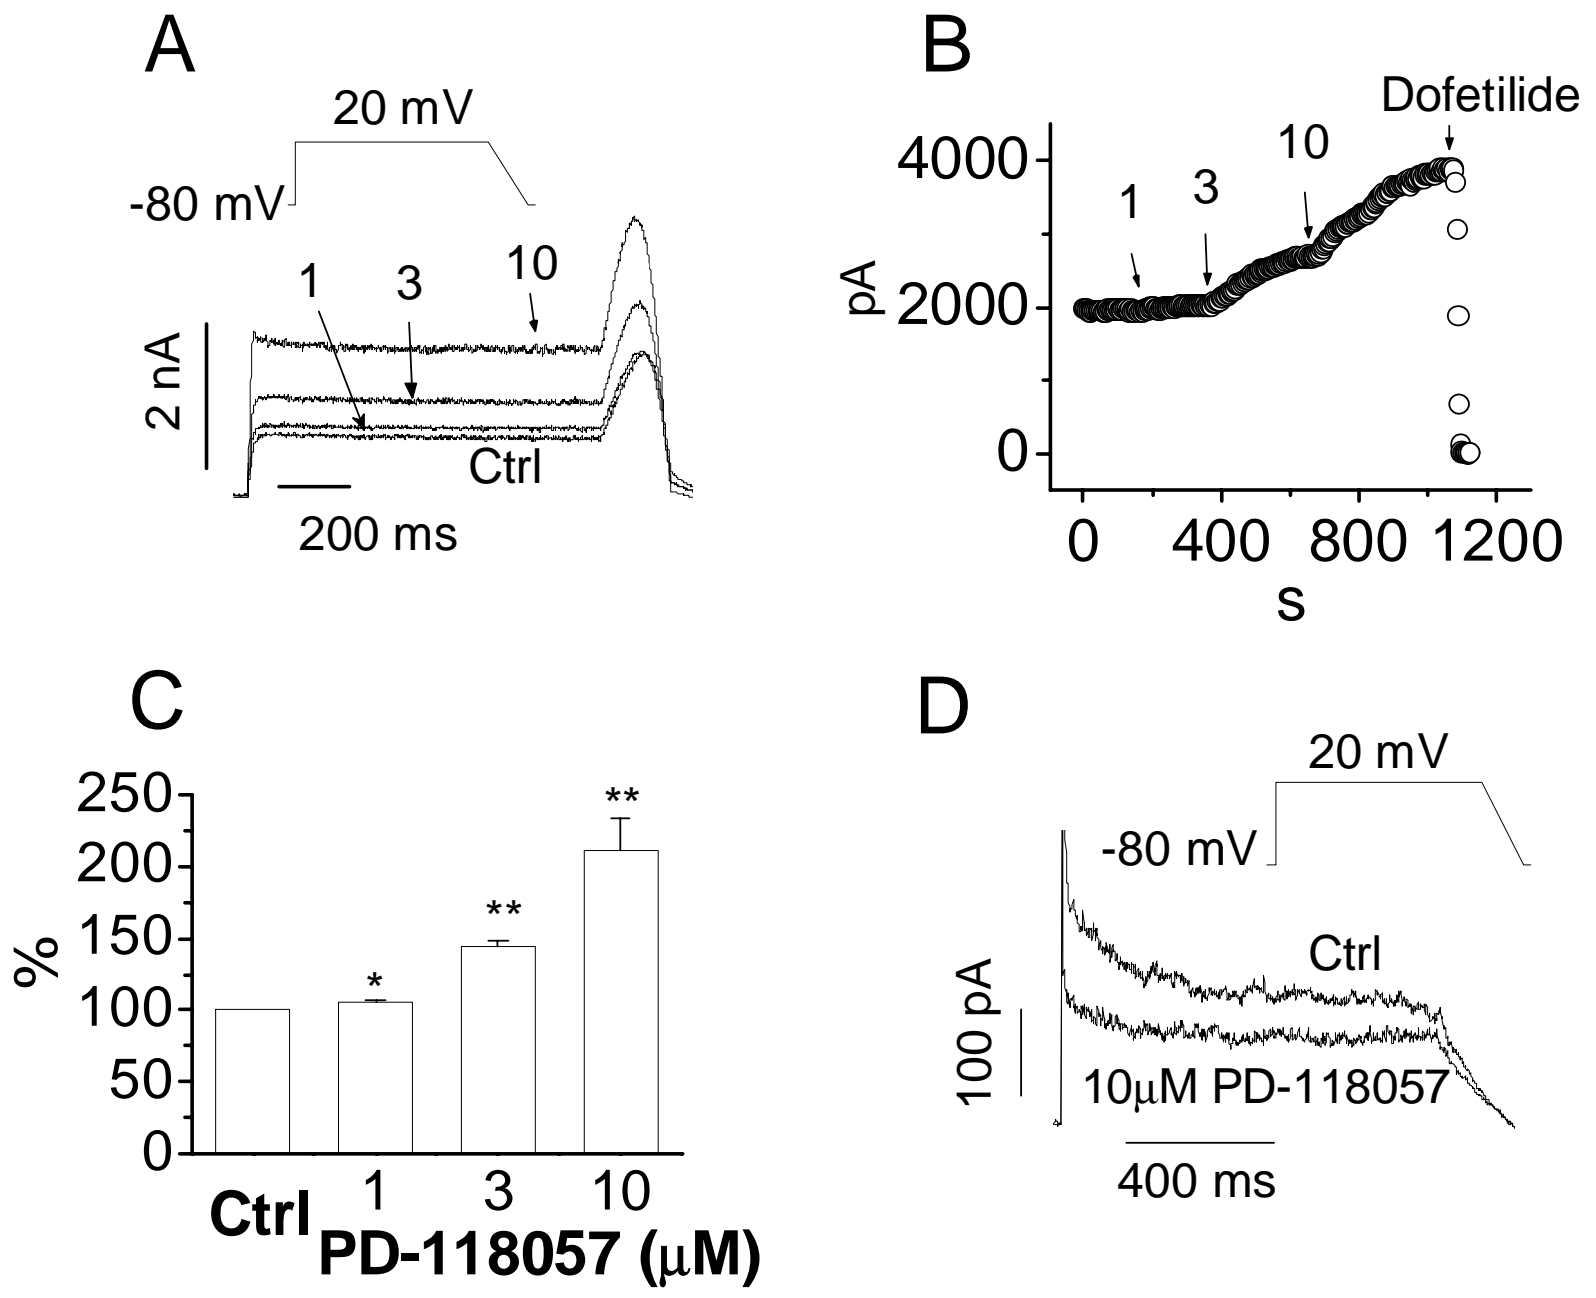 A
20 mV
-80 mV
1
3
10
2 nA
Ctrl
200 ms
B
Dofetilide
1
3
10
4000
2000
0
pA
0 400 800 1200
s
C
250
200
150
100
50
0
%
*
**
**
Ctrl
1 3 10
PD-118057 (μM)
D
20 mV
-80 mV
Ctrl
100 pA
10μM PD-118057
400 ms